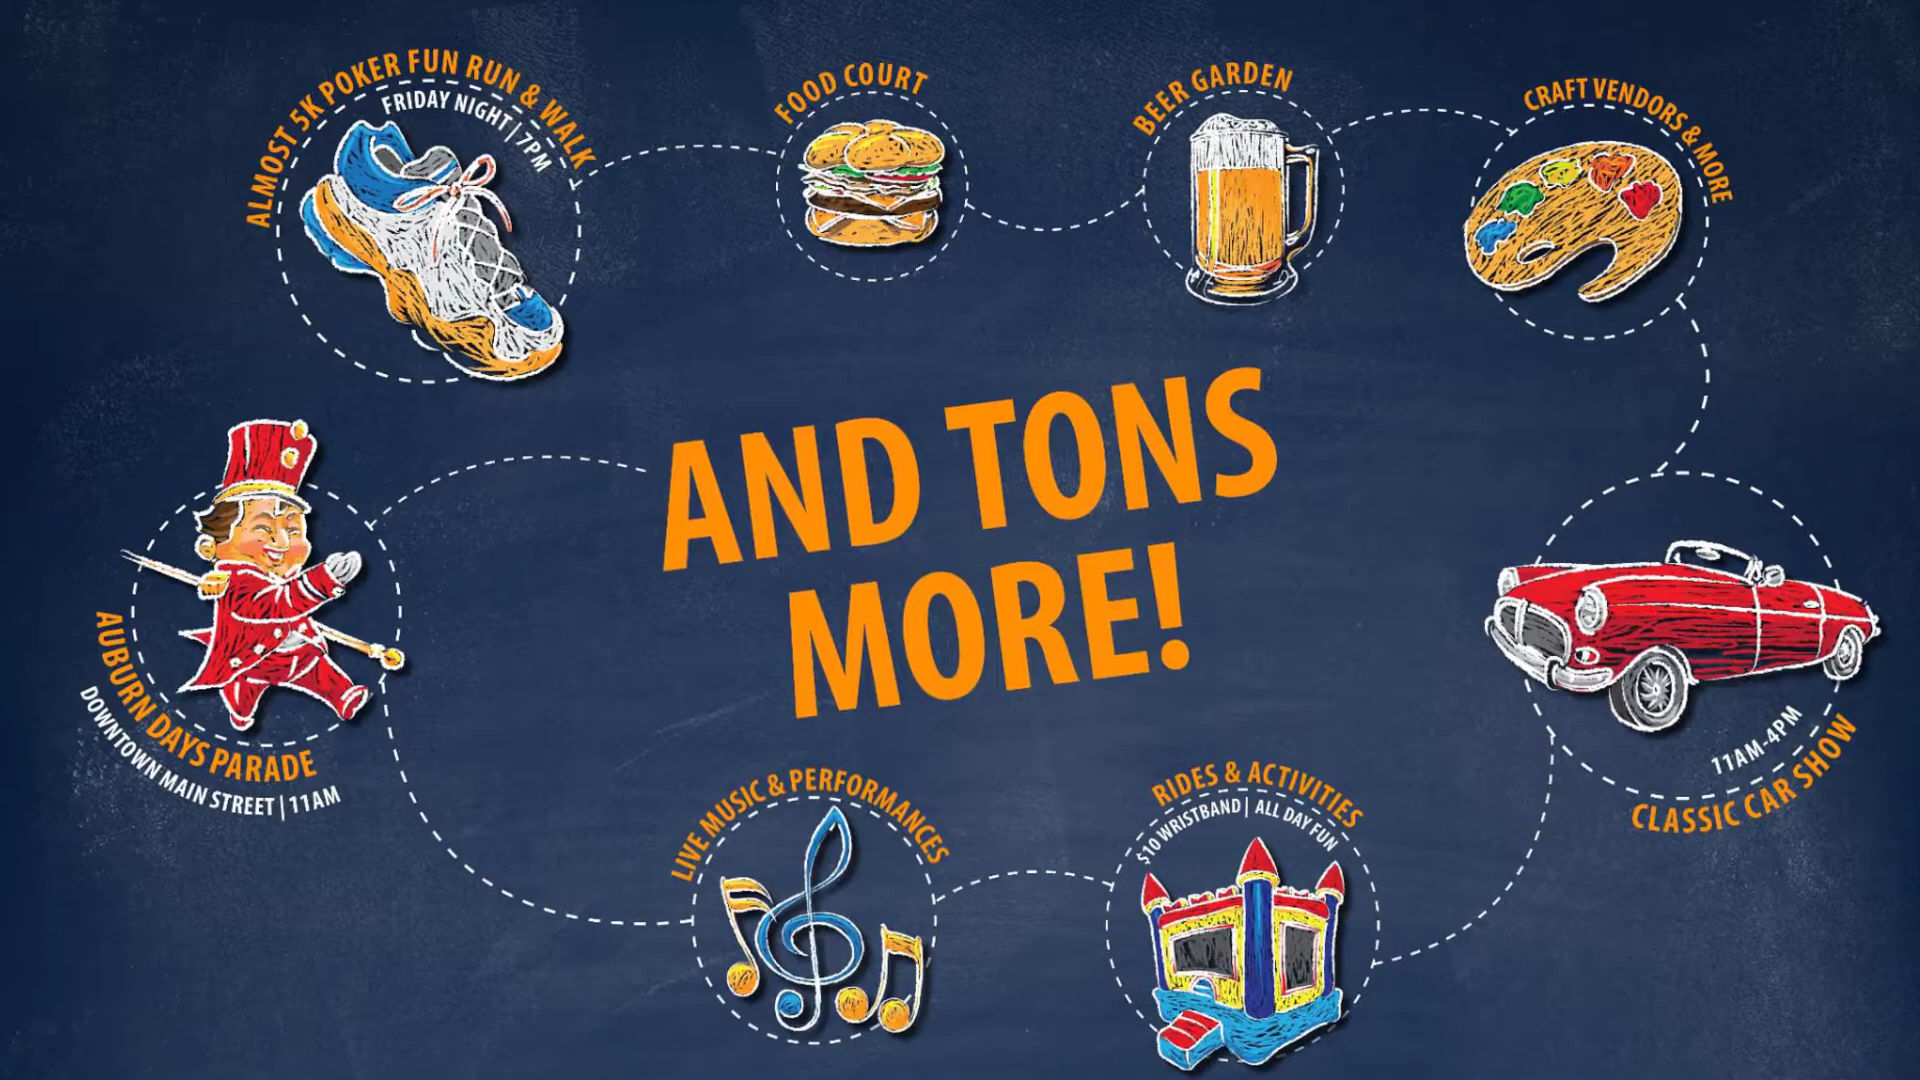 ALMOST 5K POKER FUN RUN & WALK
FRIDAY NIGHT | 7PM
FOOD COURT
BEER GARDEN
CRAFT VENDORS & MORE
AND TONS
MORE!
AUBURN DAYS PARADE
DOWNTOWN MAIN STREET | 11AM
11AM-4PM
CLASSIC CAR SHOW
LIVE MUSIC & PERFORMANCES
RIDES & ACTIVITIES
$10 WRISTBAND | ALL DAY FUN